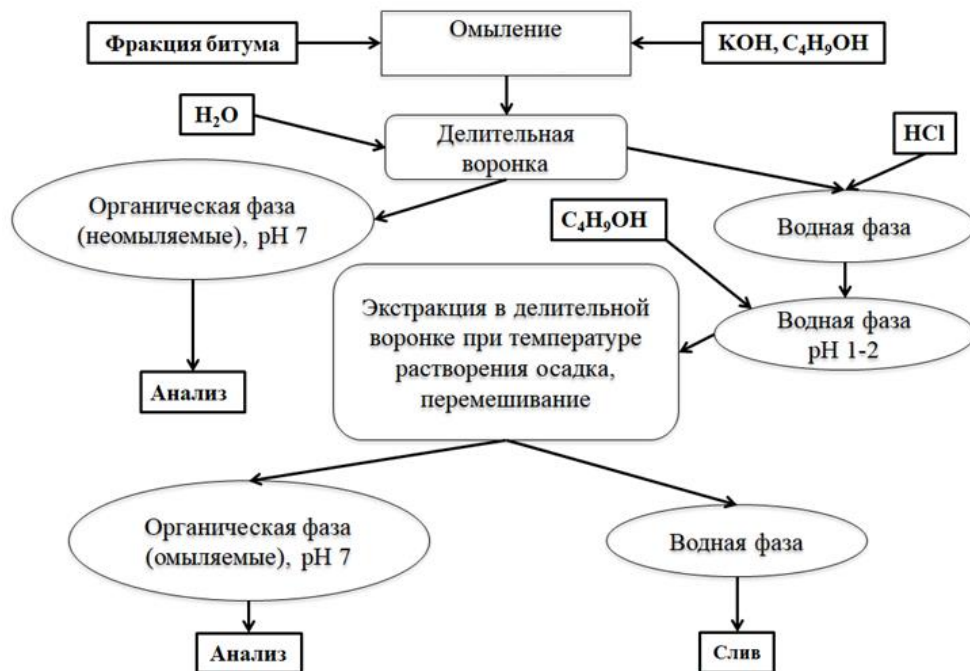 Фракция битума
Омыление
KOH, C₄H₉OH
H₂O
Делительная
воронка
HCl
Органическая фаза
(неомыляемые), pH 7
C₄H₉OH
Водная фаза
Экстракция в делительной
воронке при температуре
растворения осадка,
перемешивание
Водная фаза
pH 1-2
Анализ
Органическая фаза
(омыляемые), pH 7
Водная фаза
Анализ
Слив